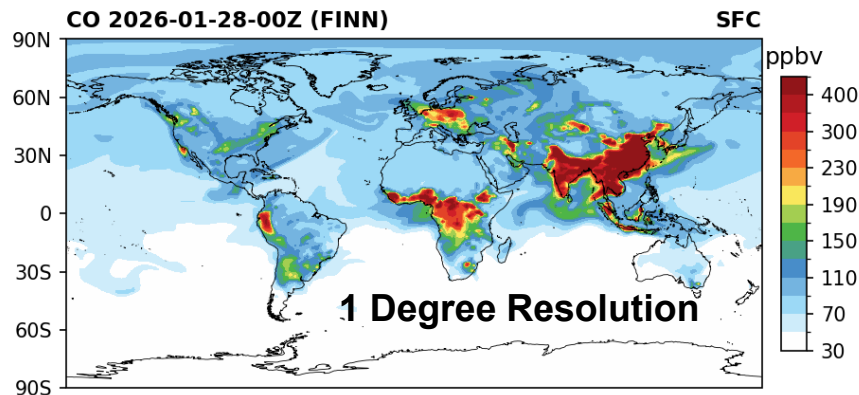 CO 2026-01-28-00Z (FINN) SFC
ppbv
90N
60N
30N
0
30S
60S
90S
400
300
230
190
150
110
70
30
1 Degree Resolution